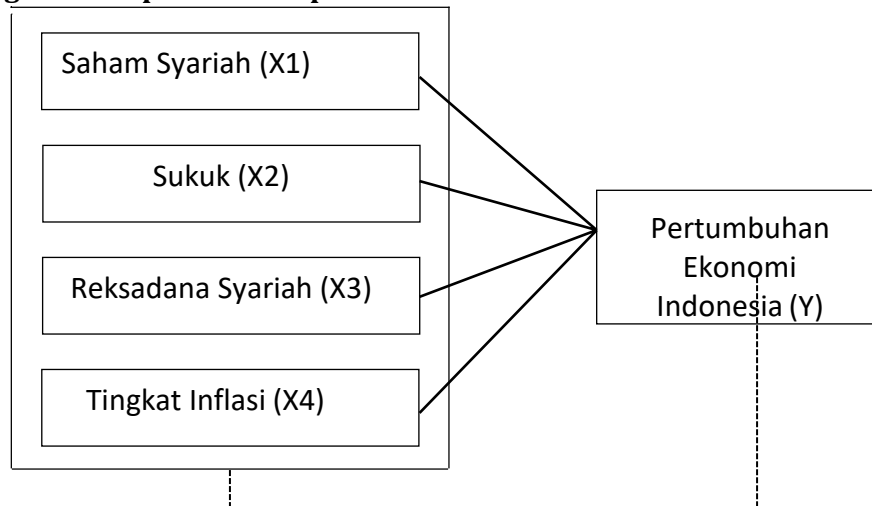 Saham Syariah (X1)
Sukuk (X2)
Reksadana Syariah (X3)
Tingkat Inflasi (X4)
Pertumbuhan
Ekonomi
Indonesia (Y)